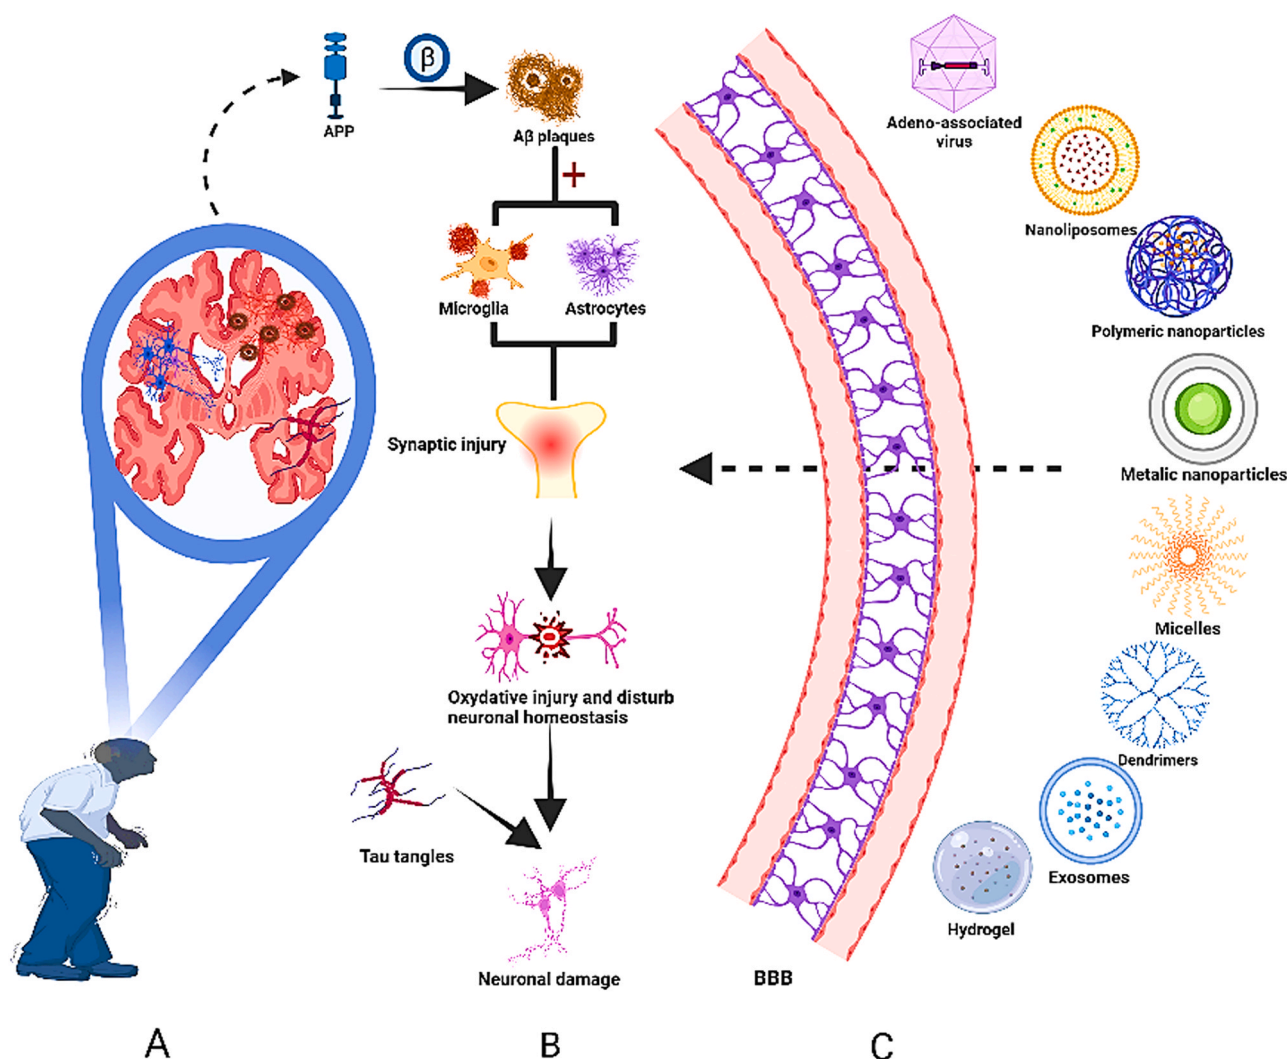 APP
β
Aβ plaques
+
Microglia
Astrocytes
Synaptic injury
Oxydative injury and disturb
neuronal homeostasis
Tau tangles
Neuronal damage
Adeno-associated
virus
Nanoliposomes
Polymeric nanoparticles
Metalic nanoparticles
Micelles
Dendrimers
Exosomes
Hydrogel
BBB
A
B
C